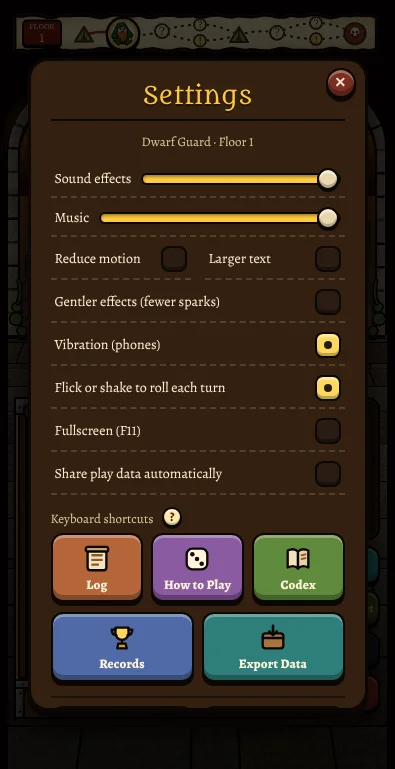 FLOOR
1
Settings
Dwarf Guard · Floor 1
Sound effects
Music
Reduce motion
Larger text
Gentler effects (fewer sparks)
Vibration (phones)
Flick or shake to roll each turn
Fullscreen (F11)
Share play data automatically
Keyboard shortcuts ?
Log
How to Play
Codex
Records
Export Data